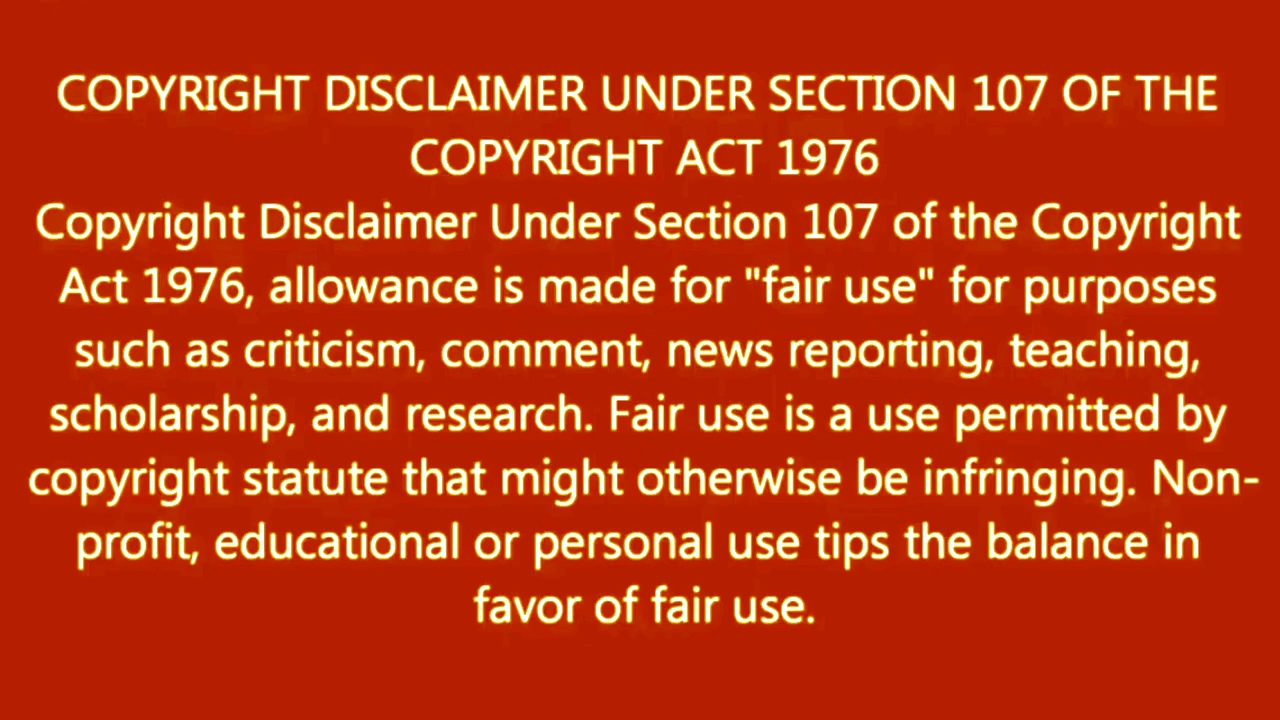 COPYRIGHT DISCLAIMER UNDER SECTION 107 OF THE
COPYRIGHT ACT 1976
Copyright Disclaimer Under Section 107 of the Copyright
Act 1976, allowance is made for "fair use" for purposes
such as criticism, comment, news reporting, teaching,
scholarship, and research. Fair use is a use permitted by
copyright statute that might otherwise be infringing. Non-
profit, educational or personal use tips the balance in
favor of fair use.